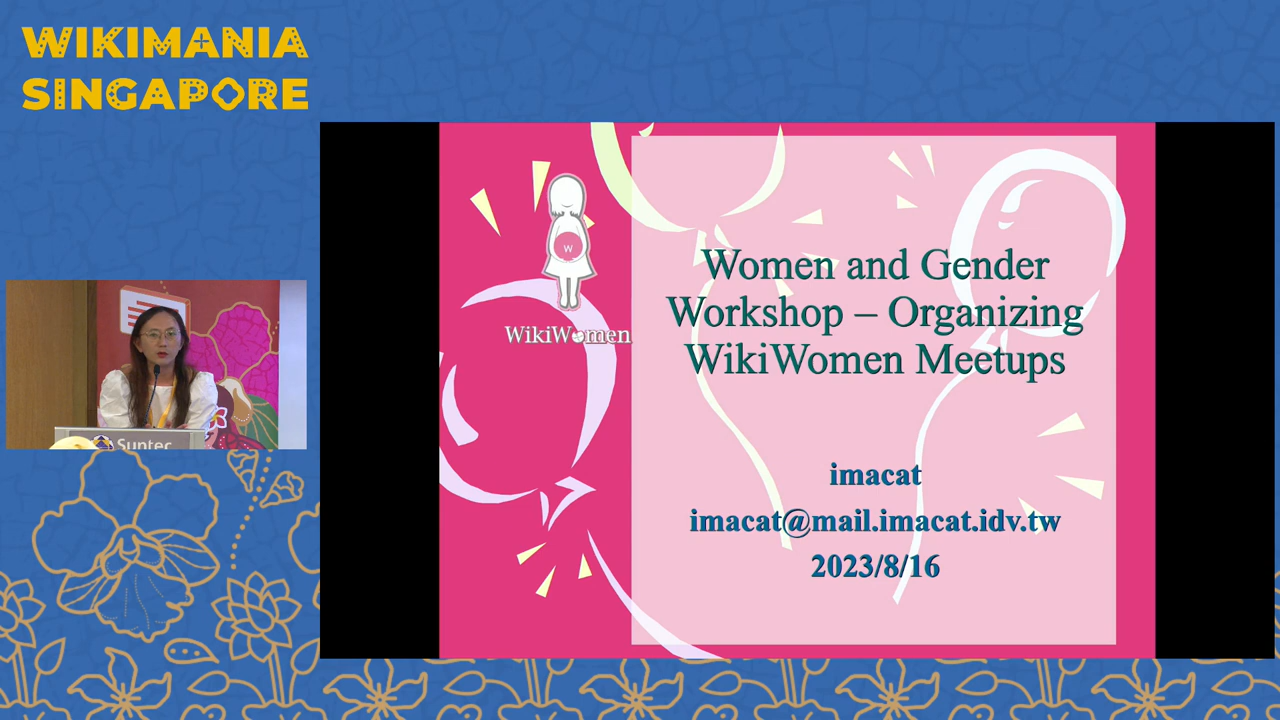 WIKIMANIA
SINGAPORE
WikiWomen
W
Women and Gender
Workshop – Organizing
WikiWomen Meetups
imacat
imacat@mail.imacat.idv.tw
2023/8/16
Suntec